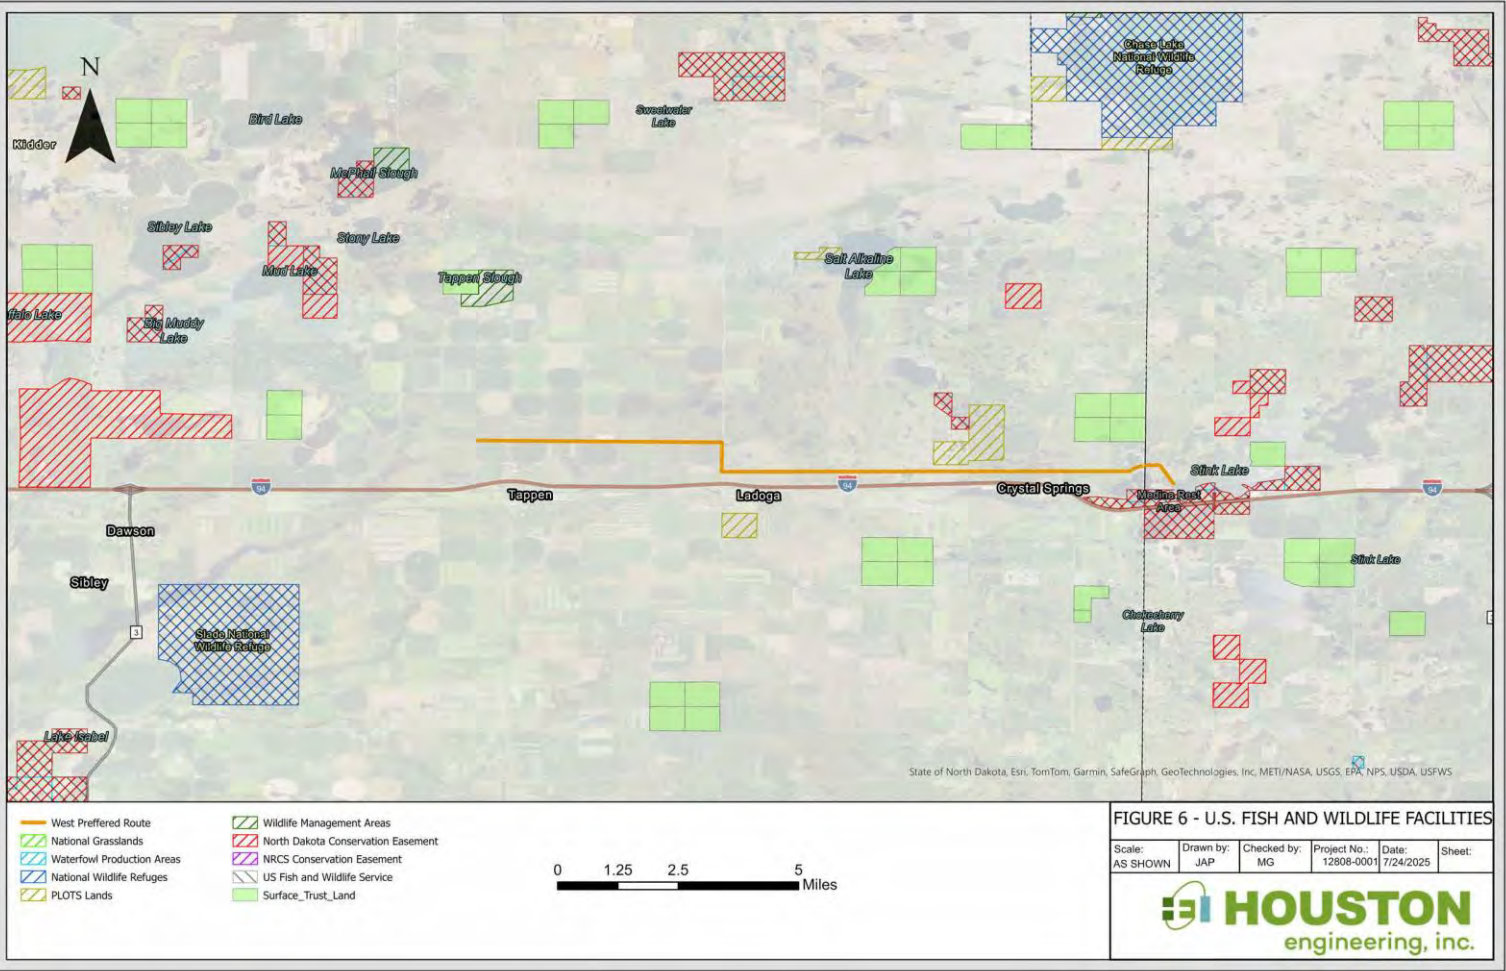 Chase Lake
National Wildlife
Refuge
N
Bird Lake
Sweetwater
Lake
Kidder
McPhail Slough
Sibley Lake
Stony Lake
Mud Lake
Tappen Slough
Salt Alkaline
Lake
ffalo Lake
Big Muddy
Lake
94
94
94
Stink Lake
Tappen
Ladoga
Crystal Springs
Medina Rest
Area
Dawson
Stink Lake
Sibley
Chokecherry
Lake
3
Slade National
Wildlife Refuge
Lake Isabel
State of North Dakota, Esri, TomTom, Garmin, SafeGraph, GeoTechnologies, Inc, METI/NASA, USGS, EPA, NPS, USDA, USFWS
West Preffered Route
National Grasslands
Waterfowl Production Areas
National Wildlife Refuges
PLOTS Lands
Wildlife Management Areas
North Dakota Conservation Easement
NRCS Conservation Easement
US Fish and Wildlife Service
Surface_Trust_Land
0 1.25 2.5 5
Miles
FIGURE 6 - U.S. FISH AND WILDLIFE FACILITIES
Scale: Drawn by: Checked by: Project No.: Date: Sheet:
AS SHOWN JAP MG 12808-0001 7/24/2025
HOUSTON
engineering, inc.